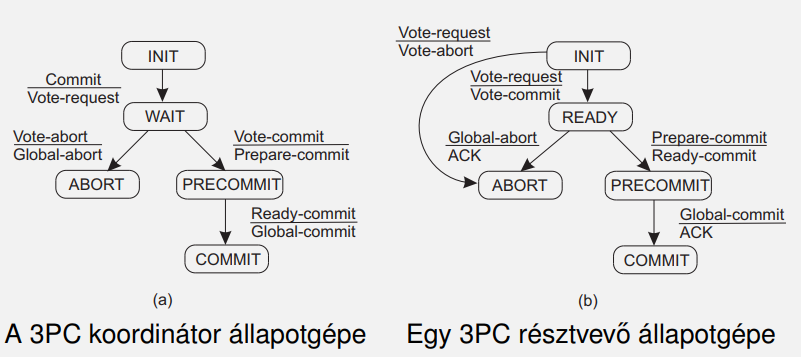 INIT
Commit
Vote-request
WAIT
Vote-abort
Global-abort
Vote-commit
Prepare-commit
ABORT
PRECOMMIT
Ready-commit
Global-commit
COMMIT
(a)
A 3PC koordinátor állapotgépe
Vote-request
Vote-abort
INIT
Vote-request
Vote-commit
READY
Global-abort
ACK
Prepare-commit
Ready-commit
ABORT
PRECOMMIT
Global-commit
ACK
COMMIT
(b)
Egy 3PC résztvevő állapotgépe